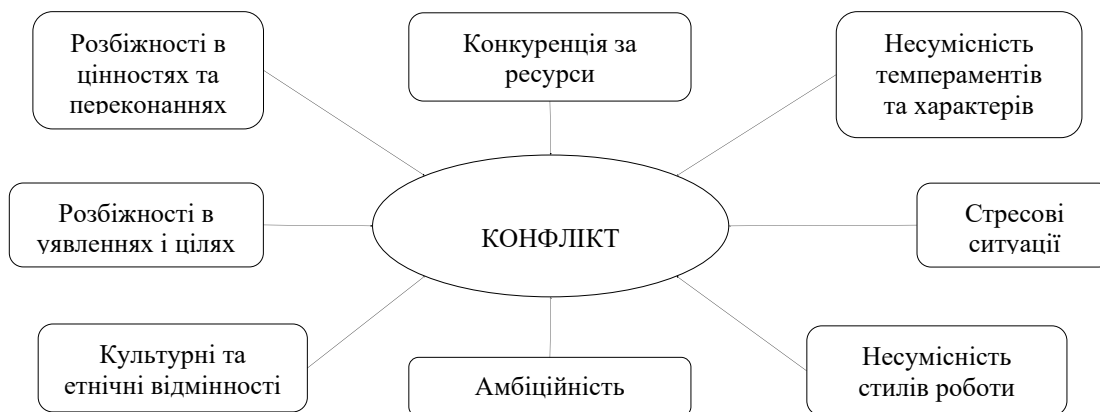 Розбіжності в
цінностях та
переконаннях
Конкуренція за
ресурси
Несумісність
темпераментів
та характерів
Розбіжності в
уявленнях і цілях
КОНФЛІКТ
Стресові
ситуації
Культурні та
етнічні відмінності
Амбіційність
Несумісність
стилів роботи